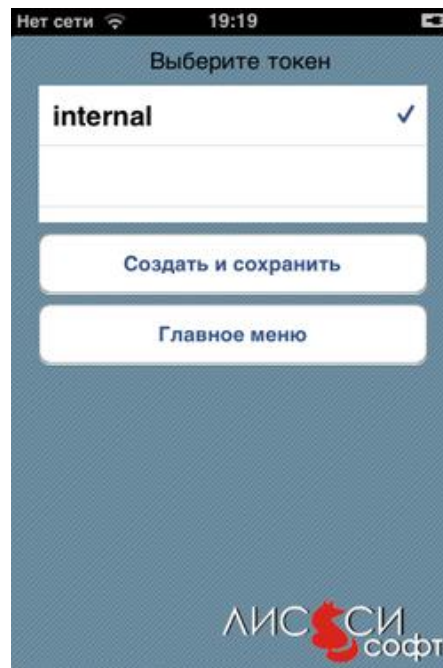 Нет сети 19:19
Выберите токен
internal
Создать и сохранить
Главное меню
ЛИССИ
софт